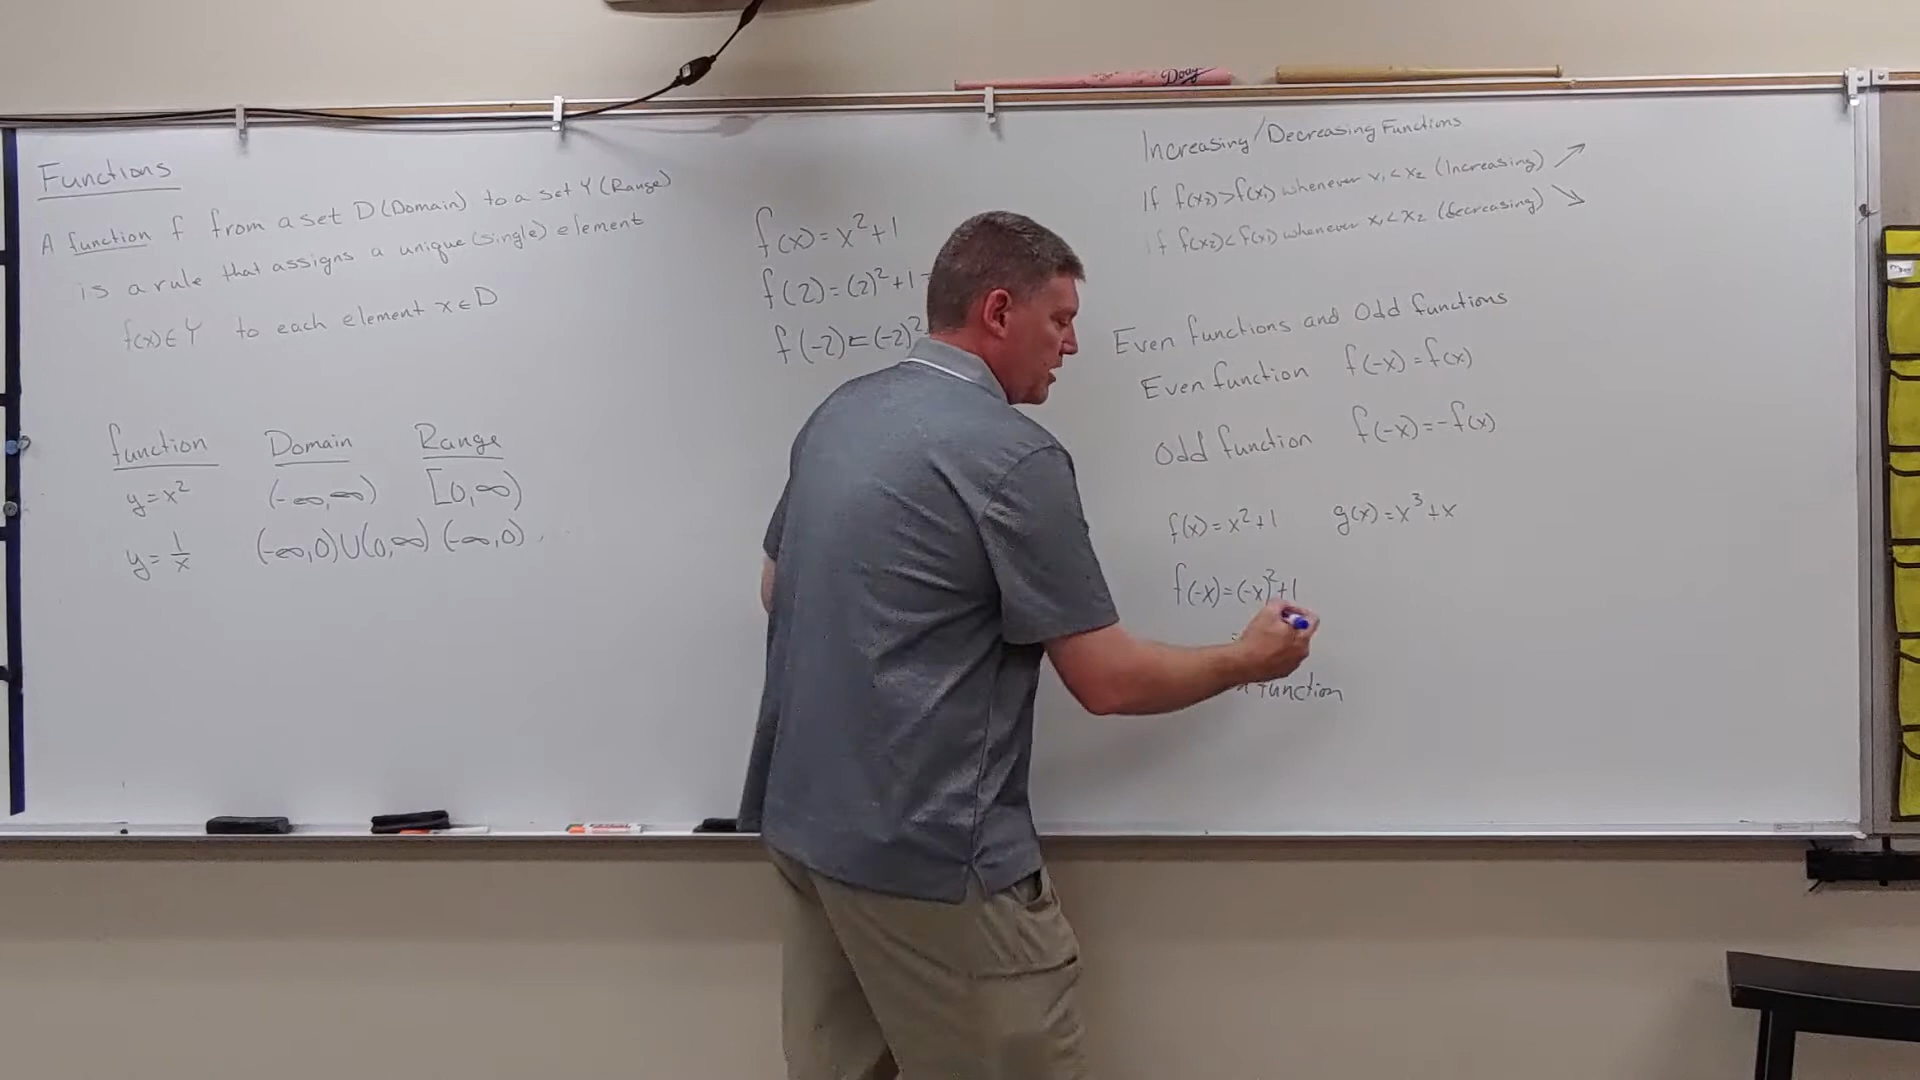 Functions
A function f from a set D (Domain) to a set Y (Range)
is a rule that assigns a unique (single) element
f(x) ∈ Y to each element x ∈ D
function Domain Range
y = x² (-∞,∞) [0,∞)
y = 1/x (-∞,0)∪(0,∞) (-∞,0)
f(x) = x²+1
f(2) = (2)²+1
f(-2) = (-2)²
Doay
Increasing/Decreasing Functions
If f(x₂)>f(x₁) whenever x₁<x₂ (Increasing) ↗
If f(x₂)<f(x₁) whenever x₁<x₂ (decreasing) ↘
Even functions and Odd functions
Even function f(-x) = f(x)
Odd function f(-x) = -f(x)
f(x) = x²+1 g(x) = x³+x
f(-x) = (-x)²+1
function